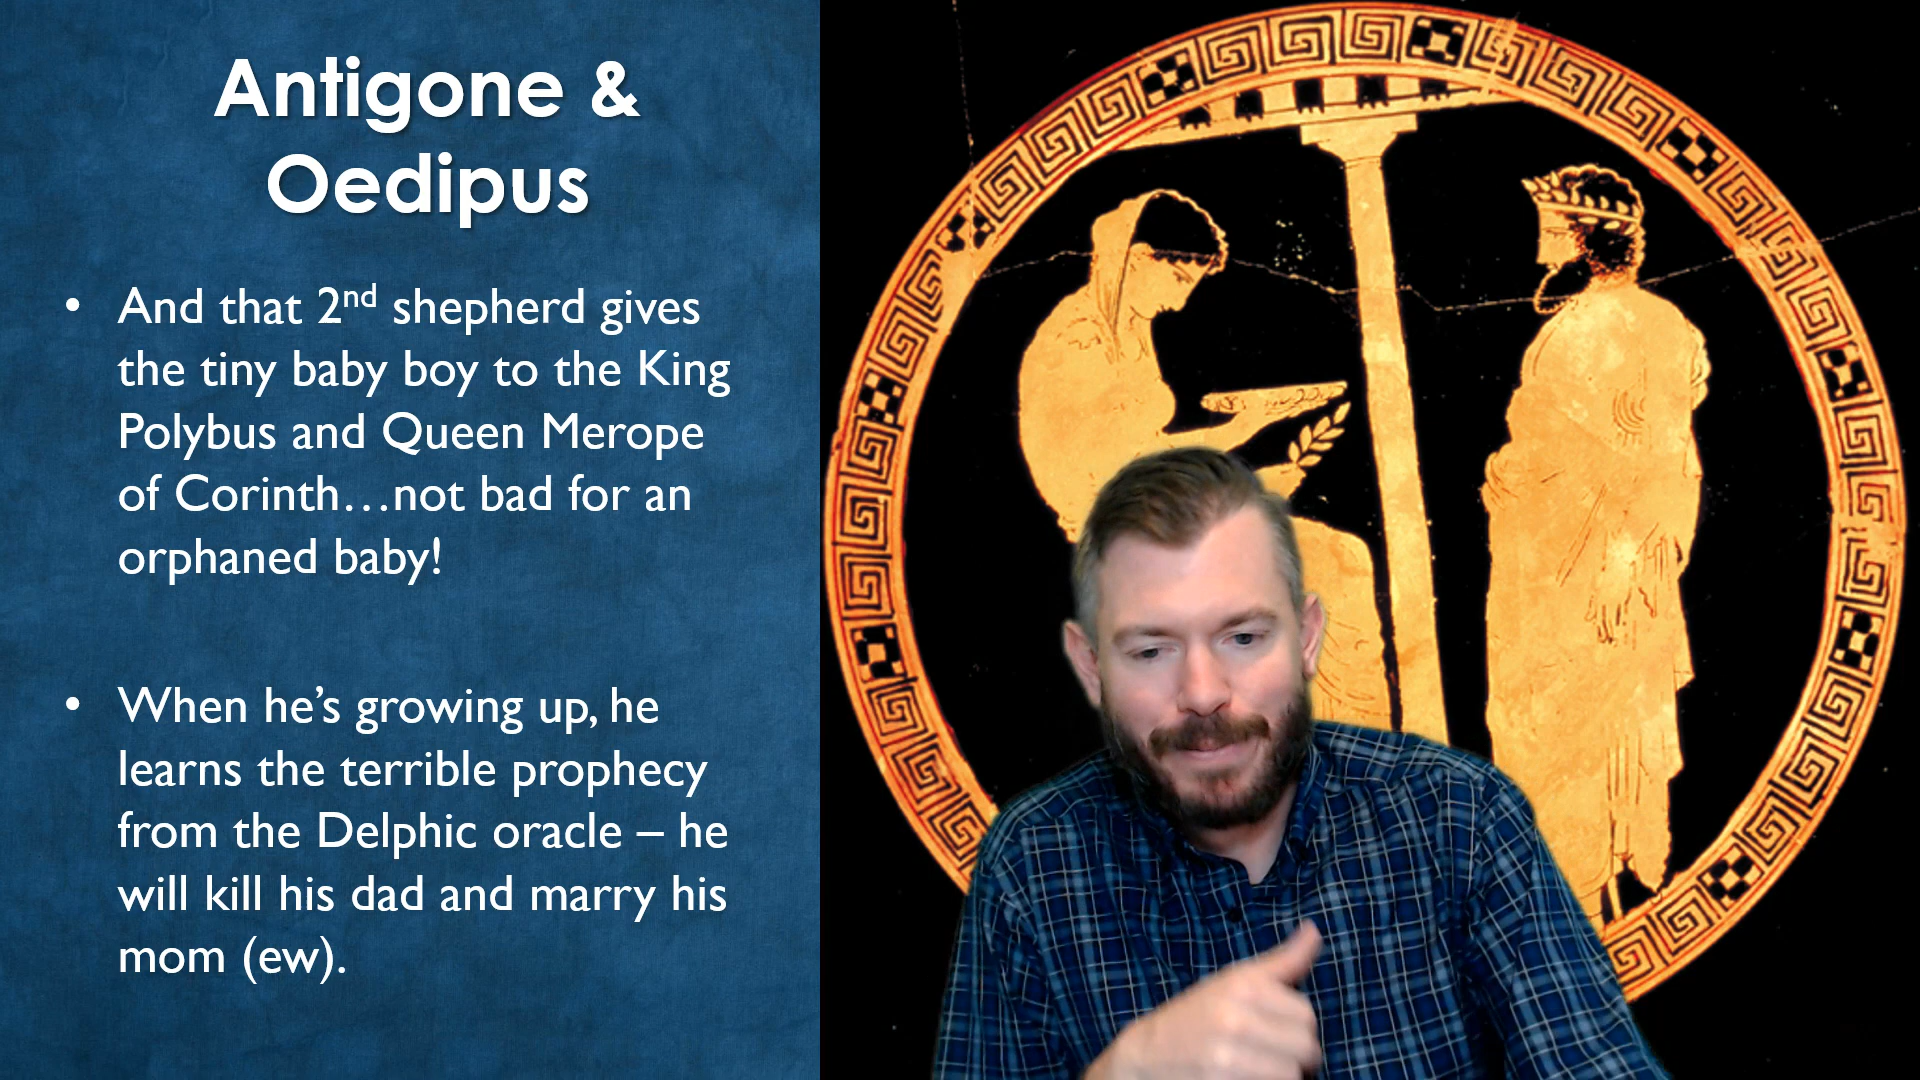 Antigone &
Oedipus
• And that 2nd shepherd gives
the tiny baby boy to the King
Polybus and Queen Merope
of Corinth…not bad for an
orphaned baby!
• When he’s growing up, he
learns the terrible prophecy
from the Delphic oracle – he
will kill his dad and marry his
mom (ew).